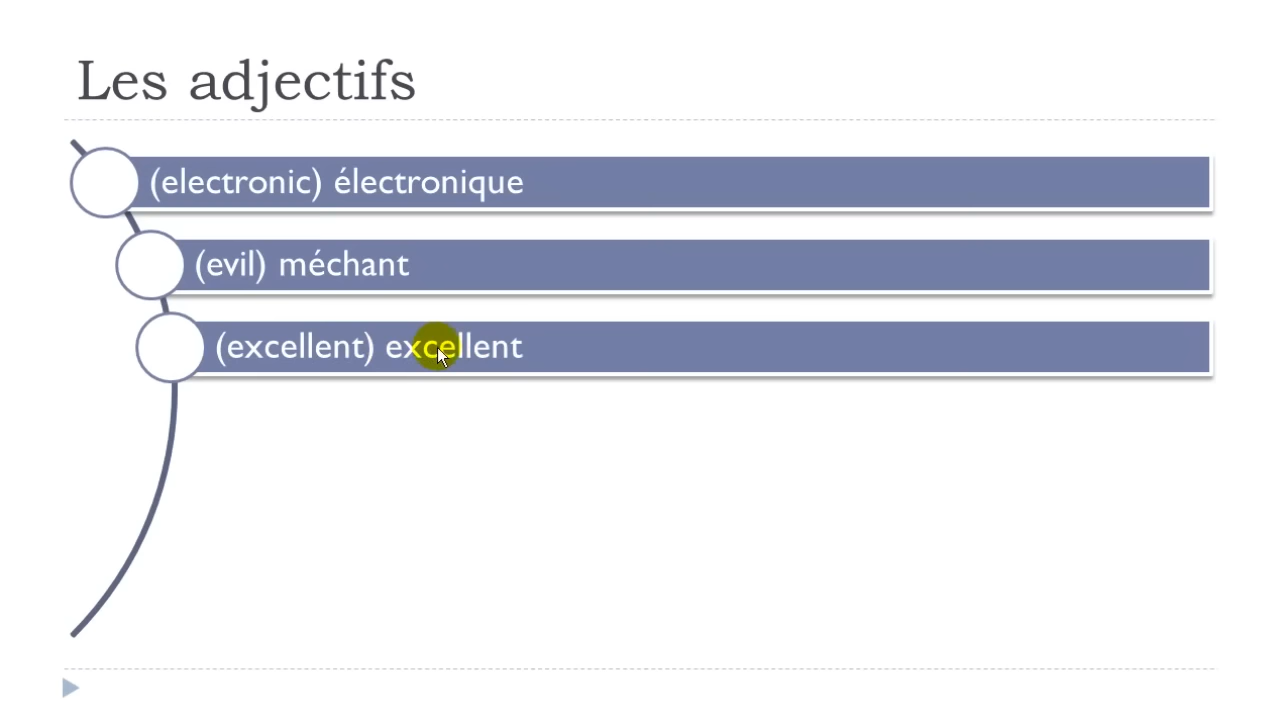 Les adjectifs
(electronic) électronique
(evil) méchant
(excellent) excellent